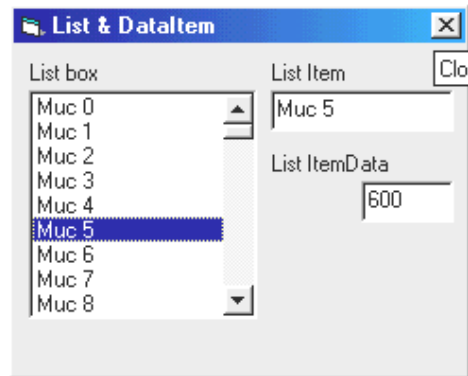 List & DataItem
List box
Muc 0
Muc 1
Muc 2
Muc 3
Muc 4
Muc 5
Muc 6
Muc 7
Muc 8
List Item
Clo
Muc 5
List ItemData
600